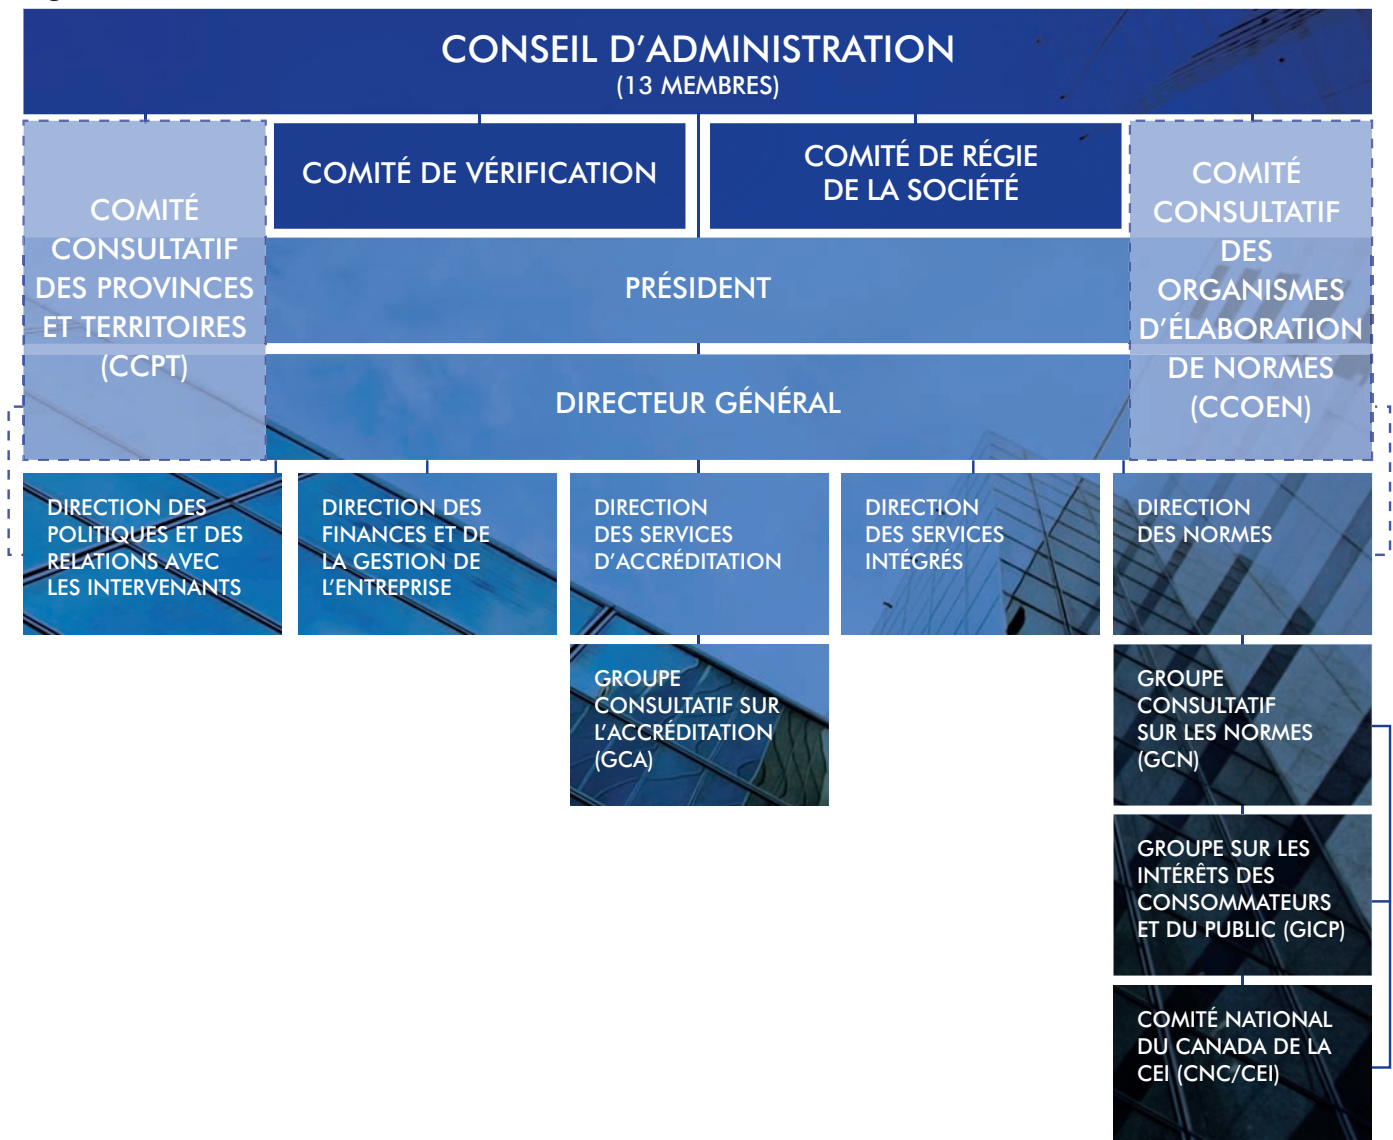 CONSEIL D'ADMINISTRATION
(13 MEMBRES)
COMITÉ
CONSULTATIF
DES PROVINCES
ET TERRITOIRES
(CCPT)
COMITÉ DE VÉRIFICATION
COMITÉ DE RÉGIE
DE LA SOCIÉTÉ
COMITÉ
CONSULTATIF
DES
ORGANISMES
D'ÉLABORATION
DE NORMES
(CCOEN)
PRÉSIDENT
DIRECTEUR GÉNÉRAL
DIRECTION DES
POLITIQUES ET DES
RELATIONS AVEC
LES INTERVENANTS
DIRECTION DES
FINANCES ET DE
LA GESTION DE
L'ENTREPRISE
DIRECTION
DES SERVICES
D'ACCRÉDITATION
DIRECTION
DES SERVICES
INTÉGRÉS
DIRECTION
DES NORMES
GROUPE
CONSULTATIF SUR
L'ACCRÉDITATION
(GCA)
GROUPE
CONSULTATIF
SUR LES NORMES
(GCN)
GROUPE SUR LES
INTÉRÊTS DES
CONSOMMATEURS
ET DU PUBLIC (GICP)
COMITÉ NATIONAL
DU CANADA DE LA
CEI (CNC/CEI)